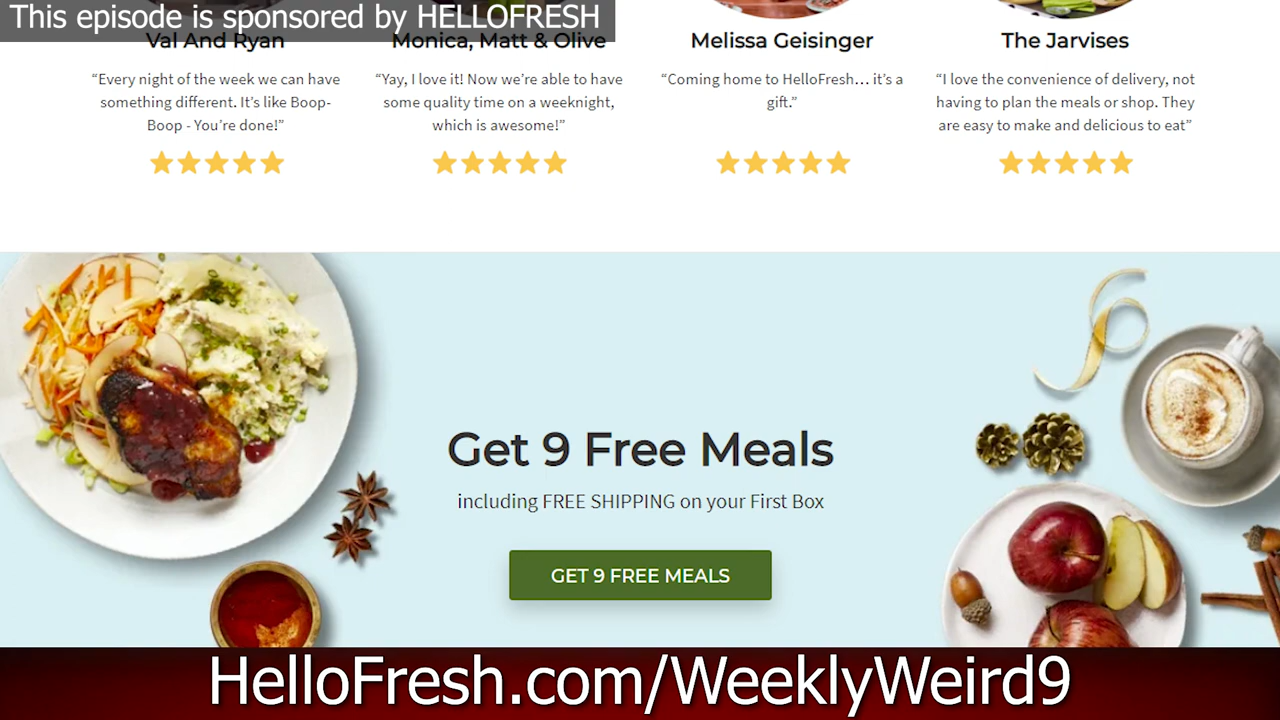 This episode is sponsored by HELLOFRESH
Val And Ryan
Monica, Matt & Olive
Melissa Geisinger
The Jarvises
“Every night of the week we can have
something different. It’s like Boop-
Boop - You’re done!”
“Yay, I love it! Now we’re able to have
some quality time on a weeknight,
which is awesome!”
“Coming home to HelloFresh… it’s a
gift.”
“I love the convenience of delivery, not
having to plan the meals or shop. They
are easy to make and delicious to eat”
Get 9 Free Meals
including FREE SHIPPING on your First Box
GET 9 FREE MEALS
HelloFresh.com/WeeklyWeird9